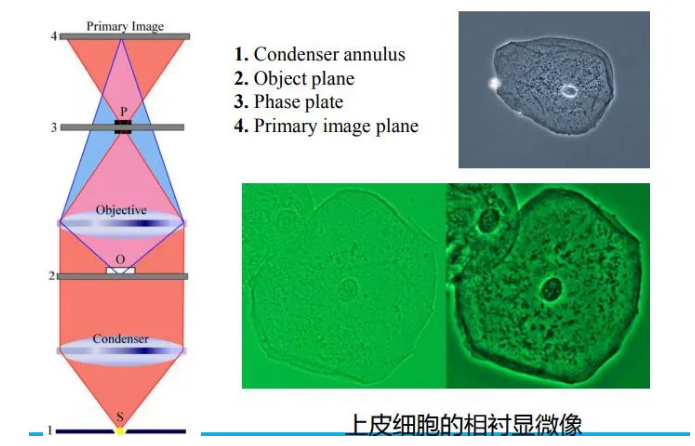 Primary Image
4
P
3
Objective
O
2
Condenser
S
1
1. Condenser annulus
2. Object plane
3. Phase plate
4. Primary image plane
上皮细胞的相衬显微像